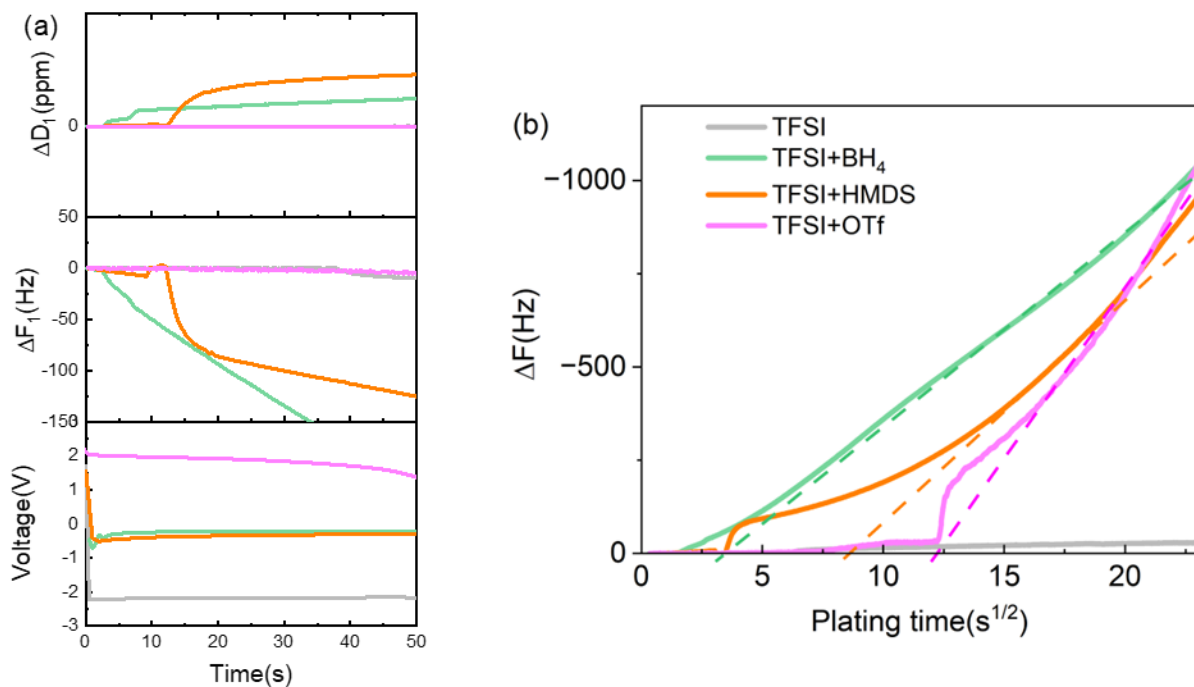 (a)
ΔD₁(ppm)
0
50
ΔF₁(Hz)
0
-50
-100
-150
Voltage(V)
2
0
-1
-2
-3
0
10
20
30
40
50
Time(s)
(b)
TFSI
TFSI+BH₄
TFSI+HMDS
TFSI+OTf
ΔF(Hz)
−1000
−500
0
0
5
10
15
20
Plating time(s^1/2)